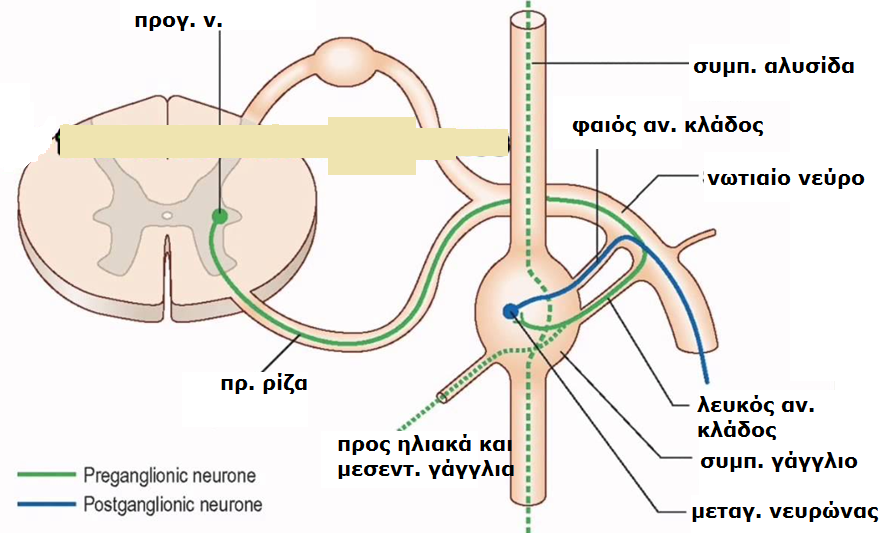 προγ. ν.
συμπ. αλυσίδα
φαιός αν. κλάδος
νωτιαίο νεύρο
πρ. ρίζα
λευκός αν.
κλάδος
προς ηλιακά και
μεσεντ. γάγγλια
συμπ. γάγγλιο
μεταγ. νευρώνας
Preganglionic neurone
Postganglionic neurone